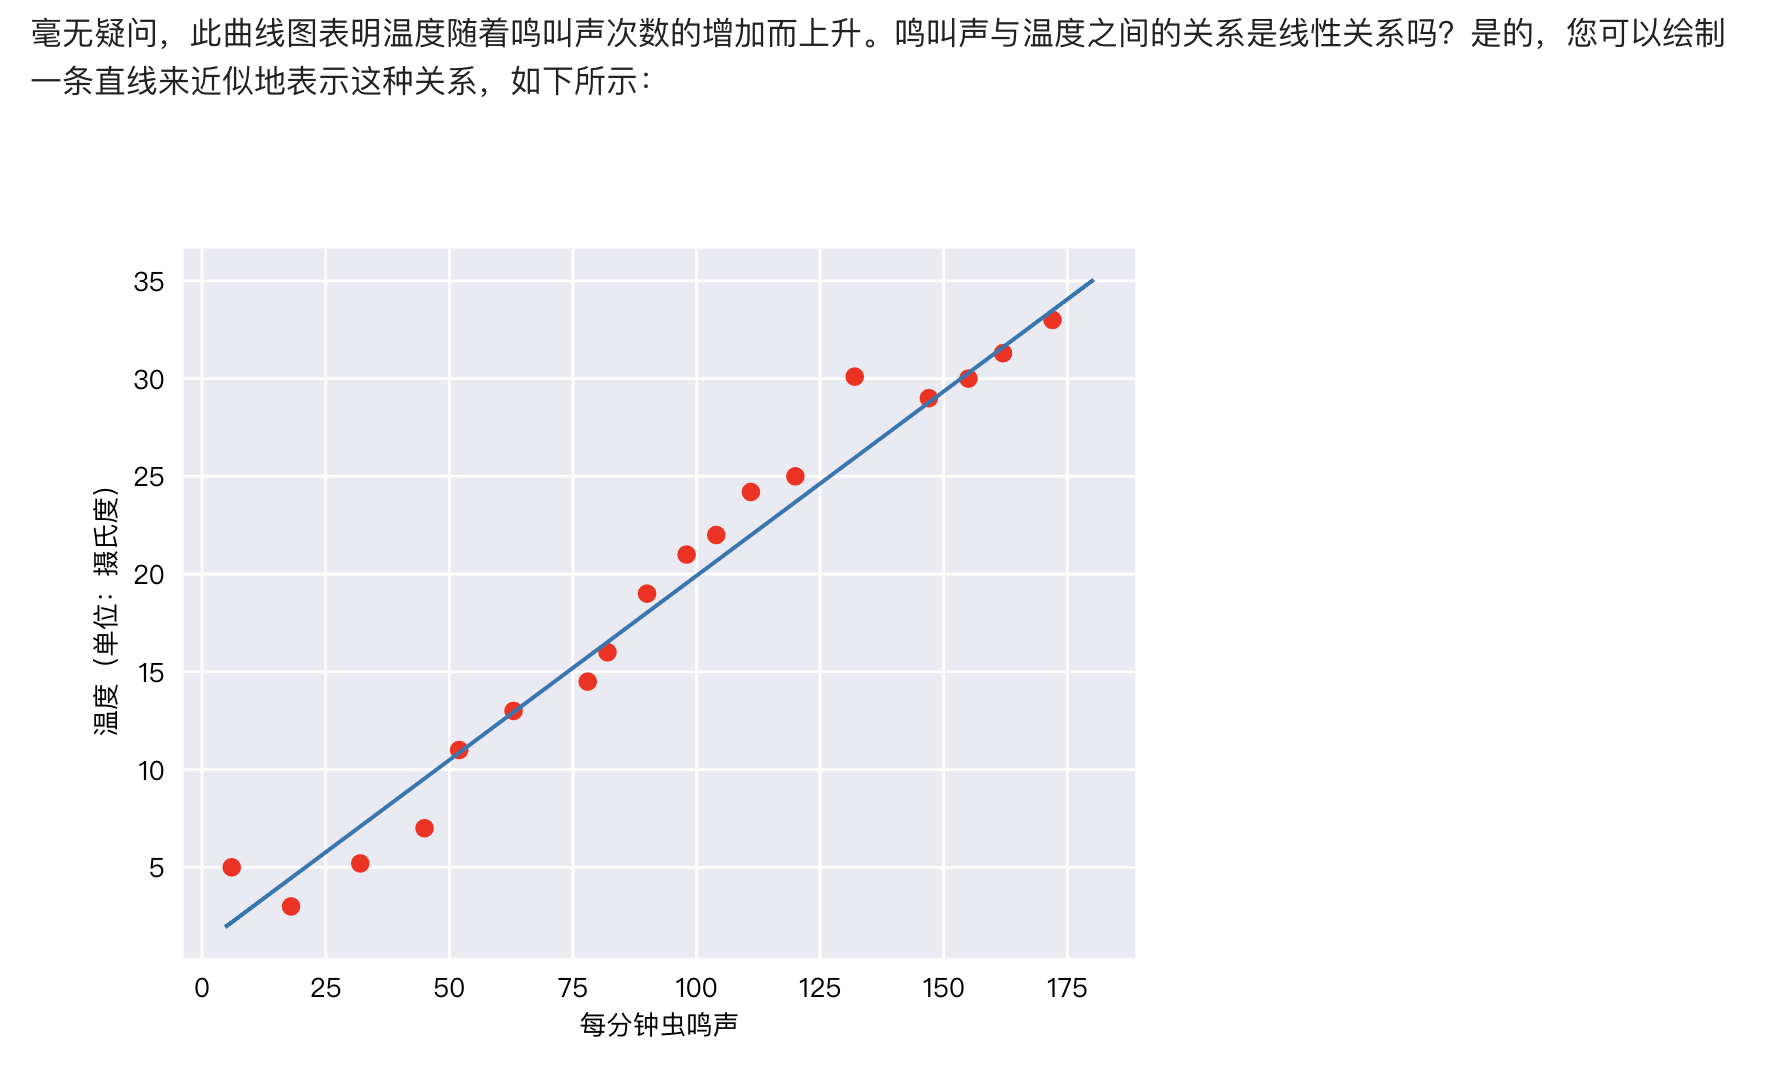 毫无疑问，此曲线图表明温度随着鸣叫声次数的增加而上升。鸣叫声与温度之间的关系是线性关系吗？是的，您可以绘制
一条直线来近似地表示这种关系，如下所示：
35
30
25
20
15
10
5
温度（单位：摄氏度）
0 25 50 75 100 125 150 175
每分钟虫鸣声